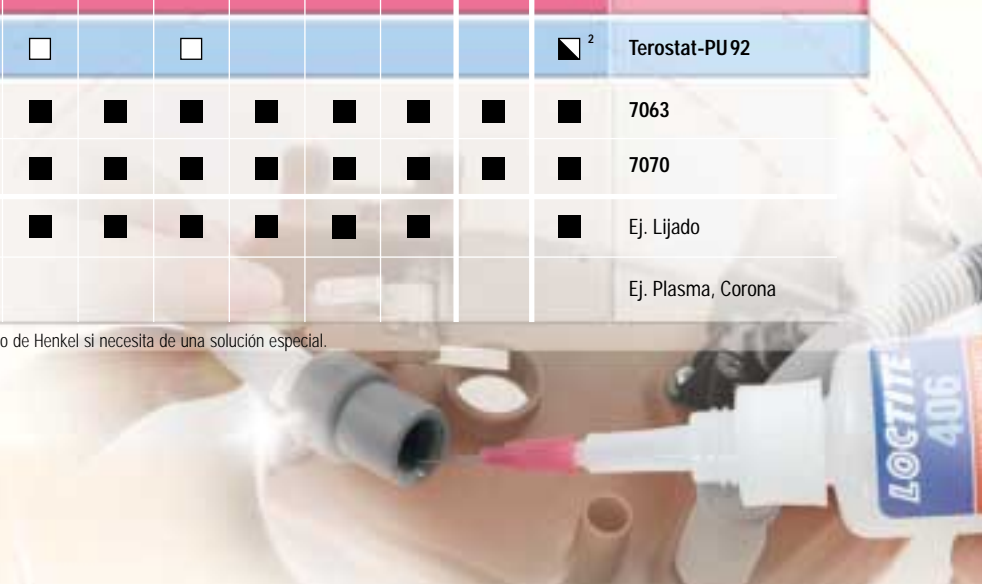 2 Terostat-PU 92
7063
7070
Ej. Lijado
Ej. Plasma, Corona
o de Henkel si necesita de una solución especial.
LOCTITE
406